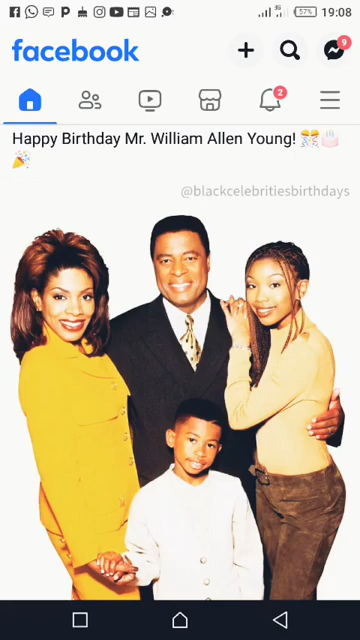 57% 19:08
facebook
9
2
Happy Birthday Mr. William Allen Young! 🎊🎂
🎉
@blackcelebritiesbirthdays